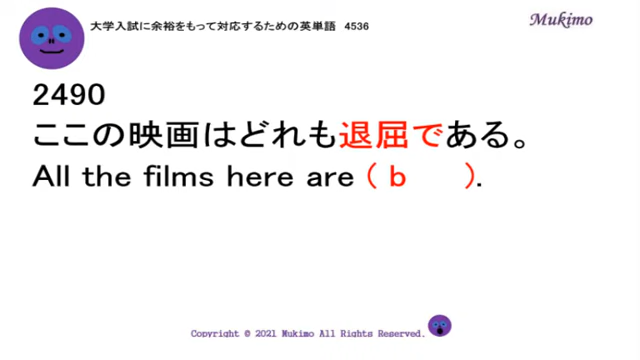 大学入試に余裕をもって対応するための英単語 4536
Mukimo
2490
ここの映画はどれも退屈である。
All the films here are ( b      ).
Copyright © 2021 Mukimo All Rights Reserved.